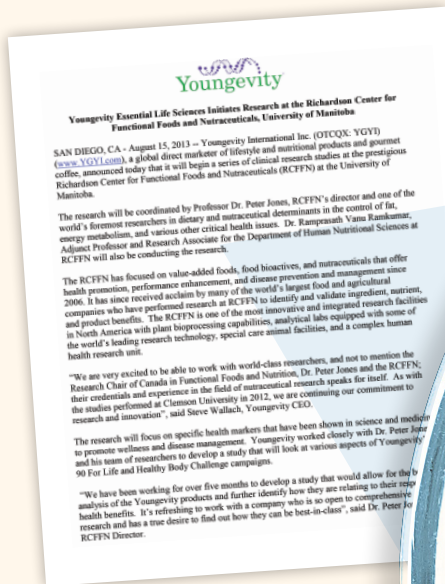 Youngevity
Youngevity Essential Life Sciences Initiates Research at the Richardson Center for
Functional Foods and Nutraceuticals, University of Manitoba
SAN DIEGO, CA - August 15, 2013 -- Youngevity International Inc. (OTCQX: YGYI)
(www.YGYI.com), a global direct marketer of lifestyle and nutritional products and gourmet
coffee, announced today that it will begin a series of clinical research studies at the prestigious
Richardson Center for Functional Foods and Nutraceuticals (RCFFN) at the University of
Manitoba.
The research will be coordinated by Professor Dr. Peter Jones, RCFFN's director and one of the
world's foremost researchers in dietary and nutraceutical determinants in the control of fat,
energy metabolism, and various other critical health issues. Dr. Ramprasath Vanu Ramkumar,
Adjunct Professor and Research Associate for the Department of Human Nutritional Sciences at
RCFFN will also be conducting the research.
The RCFFN has focused on value-added foods, food bioactives, and nutraceuticals that offer
health promotion, performance enhancement, and disease prevention and management since
2006. It has since received acclaim by many of the world's largest food and agricultural
companies who have performed research at RCFFN to identify and validate ingredient, nutrient,
and product benefits. The RCFFN is one of the most innovative and integrated research facilities
in North America with plant bioprocessing capabilities, analytical labs equipped with some of
the world's leading research technology, special care animal facilities, and a complex human
health research unit.
"We are very excited to be able to work with world-class researchers, and not to mention the
Research Chair of Canada in Functional Foods and Nutrition, Dr. Peter Jones and the RCFFN;
their credentials and experience in the field of nutraceutical research speaks for itself. As with
the studies performed at Clemson University in 2012, we are continuing our commitment to
research and innovation", said Steve Wallach, Youngevity CEO.
The research will focus on specific health markers that have been shown in science and medicin
to promote wellness and disease management. Youngevity worked closely with Dr. Peter Jone
and his team of researchers to develop a study that will look at various aspects of Youngevity'
90 For Life and Healthy Body Challenge campaigns.
"We have been working for over five months to develop a study that would allow for the b
analysis of the Youngevity products and further identify how they are relating to their resp
health benefits. It's refreshing to work with a company who is so open to comprehensive
research and has a true desire to find out how they can be best-in-class", said Dr. Peter Jo
RCFFN Director.